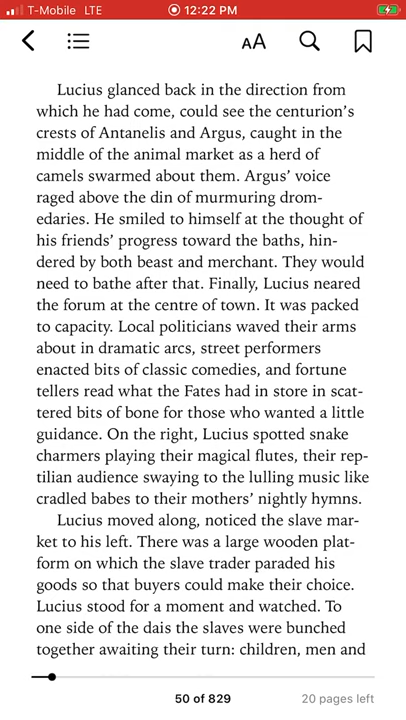 T-Mobile LTE 12:22 PM
AA
Lucius glanced back in the direction from
which he had come, could see the centurion's
crests of Antanelis and Argus, caught in the
middle of the animal market as a herd of
camels swarmed about them. Argus' voice
raged above the din of murmuring drom-
edaries. He smiled to himself at the thought of
his friends' progress toward the baths, hin-
dered by both beast and merchant. They would
need to bathe after that. Finally, Lucius neared
the forum at the centre of town. It was packed
to capacity. Local politicians waved their arms
about in dramatic arcs, street performers
enacted bits of classic comedies, and fortune
tellers read what the Fates had in store in scat-
tered bits of bone for those who wanted a little
guidance. On the right, Lucius spotted snake
charmers playing their magical flutes, their rep-
tilian audience swaying to the lulling music like
cradled babes to their mothers' nightly hymns.
Lucius moved along, noticed the slave mar-
ket to his left. There was a large wooden plat-
form on which the slave trader paraded his
goods so that buyers could make their choice.
Lucius stood for a moment and watched. To
one side of the dais the slaves were bunched
together awaiting their turn: children, men and
50 of 829 20 pages left